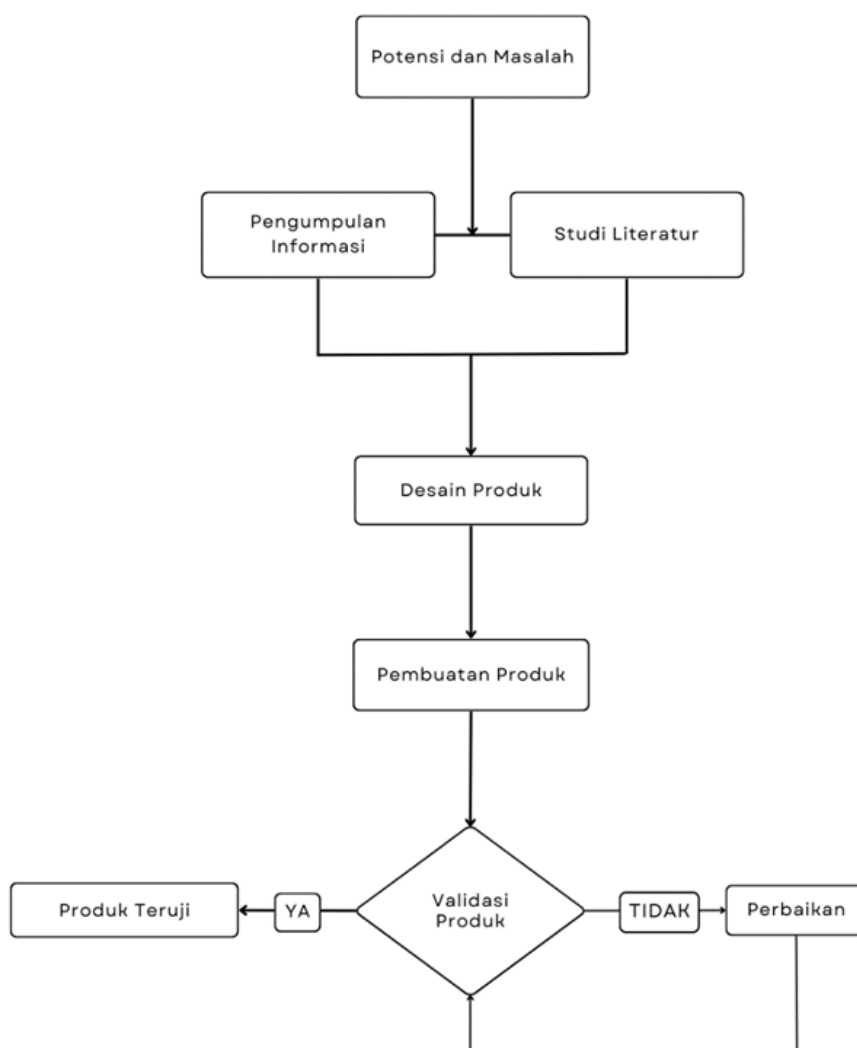 Potensi dan Masalah
Pengumpulan
Informasi
Studi Literatur
Desain Produk
Pembuatan Produk
Validasi
Produk
YA
Produk Teruji
TIDAK
Perbaikan